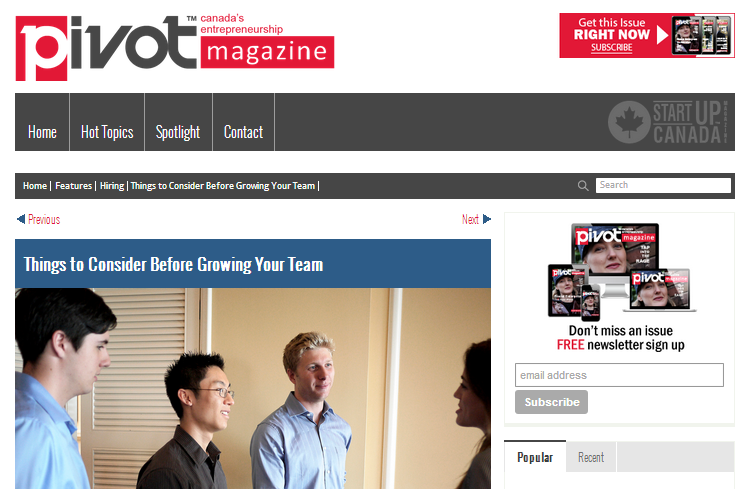 pivot™ canada's
entrepreneurship
magazine
Get this Issue
RIGHT NOW
SUBSCRIBE
Home Hot Topics Spotlight Contact
START UP
CANADA
Home | Features | Hiring | Things to Consider Before Growing Your Team |
Search
Previous Next
Things to Consider Before Growing Your Team
pivot magazine
pivot
pivot
Don't miss an issue
FREE newsletter sign up
email address
Subscribe
Popular Recent